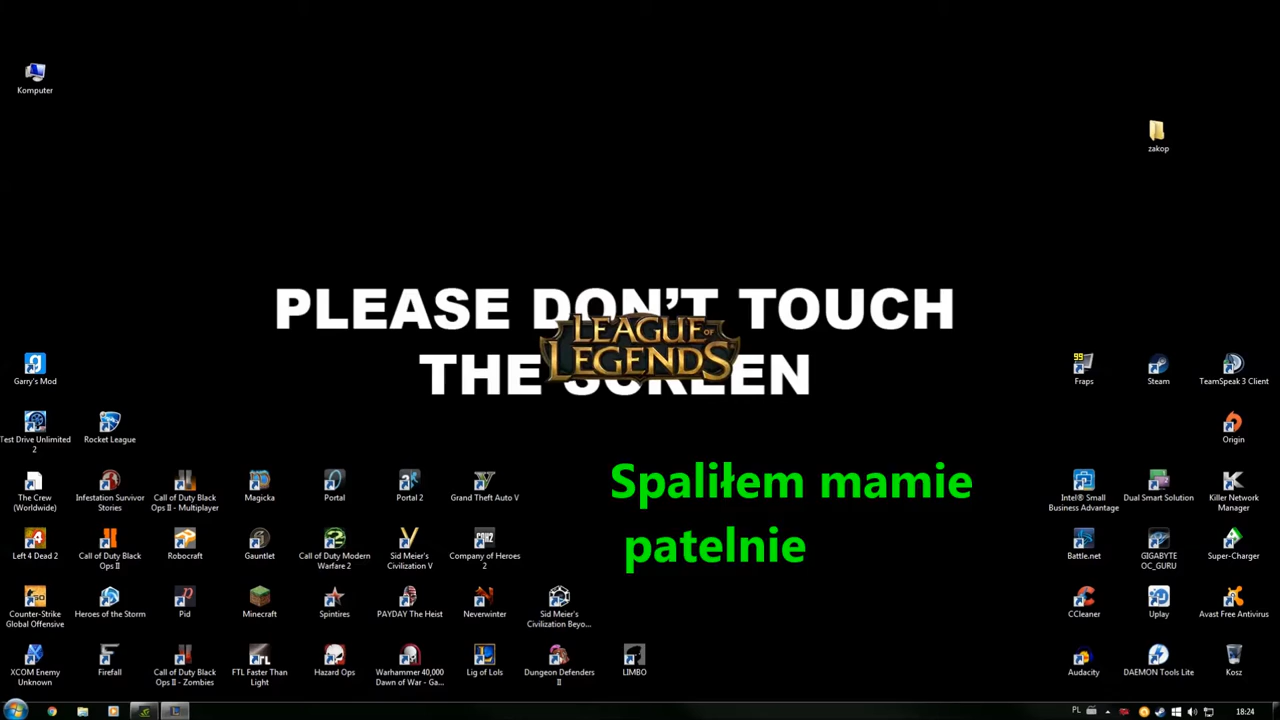 Komputer
zakop
PLEASE DON'T TOUCH
THE SCREEN
LEAGUE OF
LEGENDS
Garry's Mod
99
Fraps
Steam
TeamSpeak 3 Client
Test Drive Unlimited
2
Rocket League
Origin
Spaliłem mamie
patelnie
The Crew
(Worldwide)
Infestation Survivor
Stories
Call of Duty Black
Ops II - Multiplayer
Magicka
Portal
Portal 2
Grand Theft Auto V
Intel® Small
Business Advantage
Dual Smart Solution
Killer Network
Manager
Left 4 Dead 2
Call of Duty Black
Ops II
Robocraft
Gauntlet
Call of Duty Modern
Warfare 2
Sid Meier's
Civilization V
Company of Heroes
2
Battle.net
GIGABYTE
OC_GURU
Super-Charger
Counter-Strike
Global Offensive
Heroes of the Storm
Pid
Minecraft
Spintires
PAYDAY The Heist
Neverwinter
Sid Meier's
Civilization Beyo...
CCleaner
Uplay
Avast Free Antivirus
XCOM Enemy
Unknown
Firefall
Call of Duty Black
Ops II - Zombies
FTL Faster Than
Light
Hazard Ops
Warhammer 40,000
Dawn of War - Ga...
Lig of Lols
Dungeon Defenders
II
LIMBO
Audacity
DAEMON Tools Lite
Kosz
PL
18:24